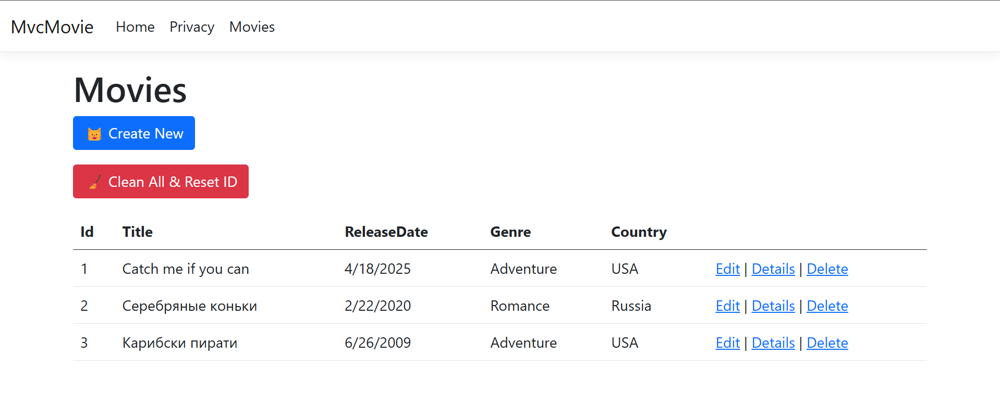 MvcMovie Home Privacy Movies
Movies
Create New
Clean All & Reset ID
Id Title ReleaseDate Genre Country
1 Catch me if you can 4/18/2025 Adventure USA Edit | Details | Delete
2 Серебряные коньки 2/22/2020 Romance Russia Edit | Details | Delete
3 Карибски пирати 6/26/2009 Adventure USA Edit | Details | Delete